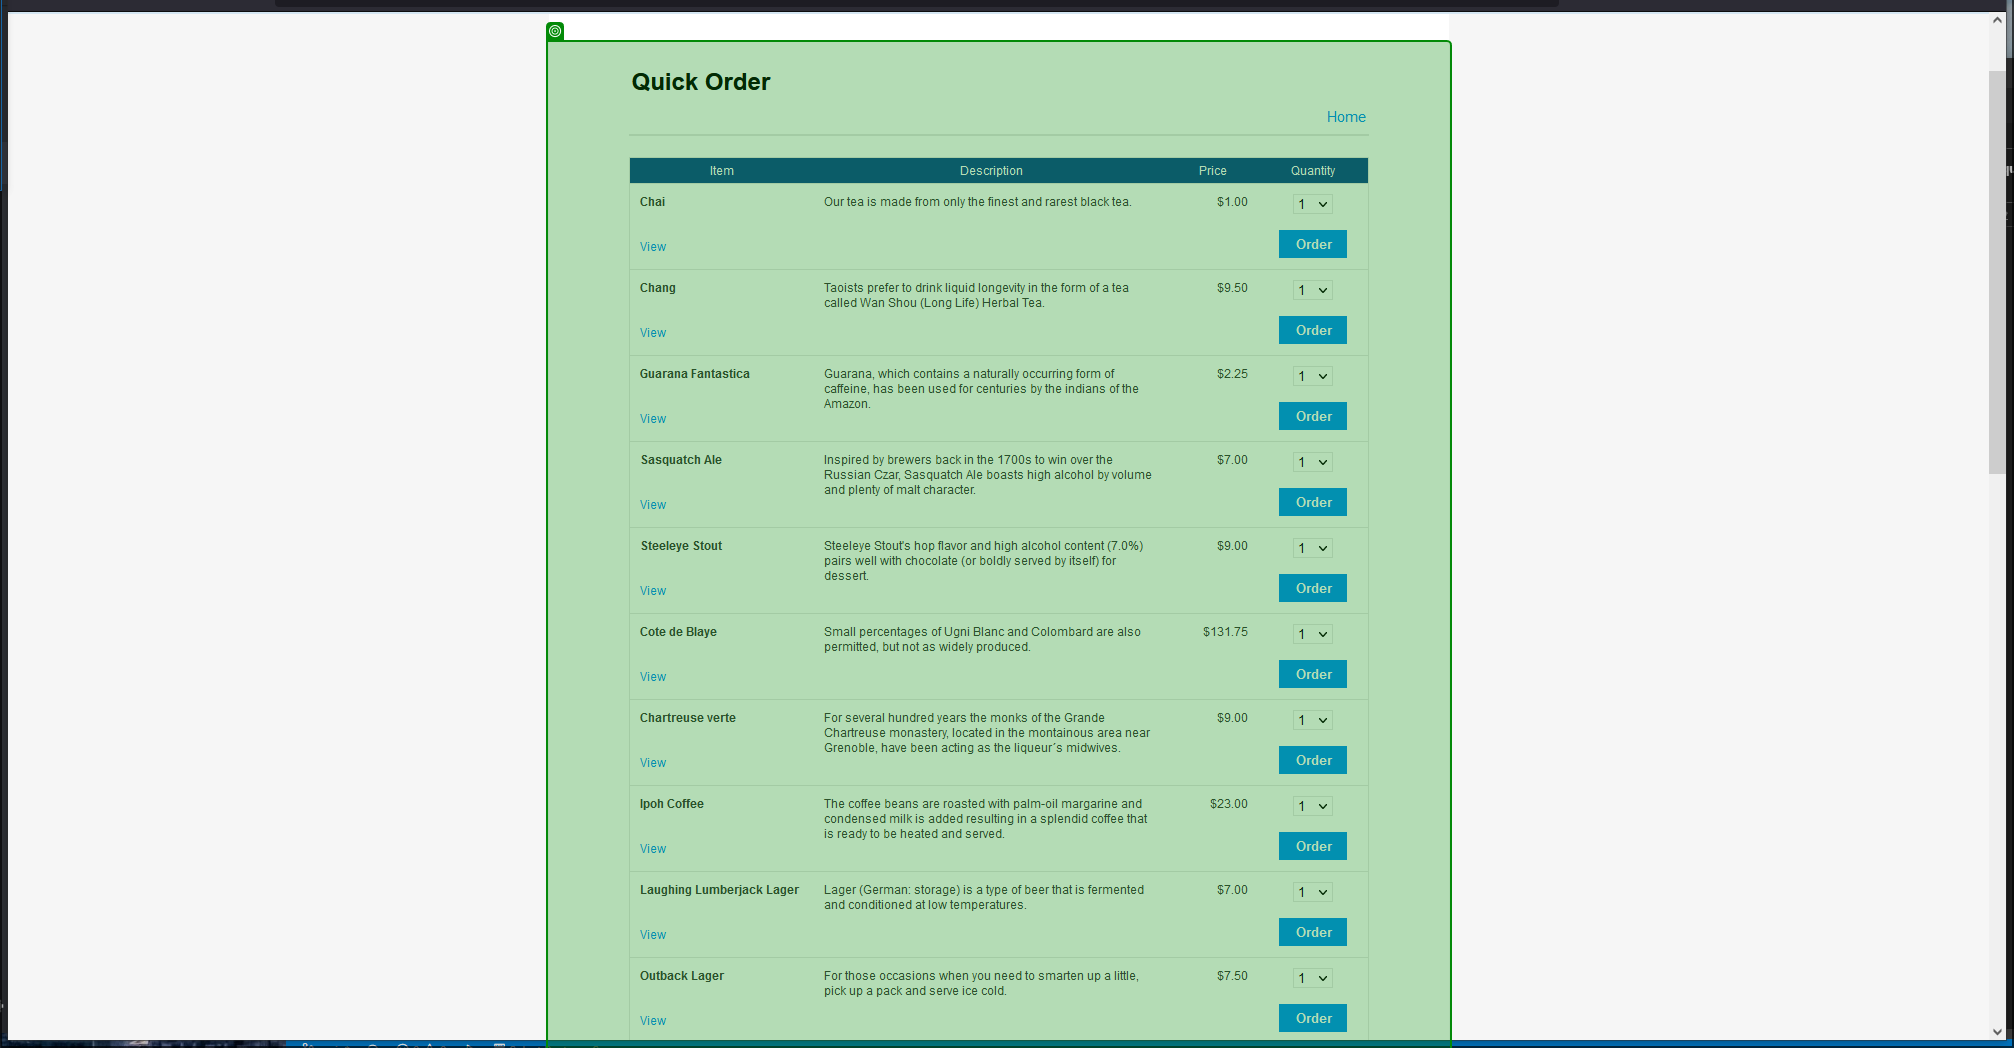 Quick Order
Home
Item Description Price Quantity
Chai Our tea is made from only the finest and rarest black tea. $1.00 1
View Order
Chang Taoists prefer to drink liquid longevity in the form of a tea $9.50 1
called Wan Shou (Long Life) Herbal Tea.
View Order
Guarana Fantastica Guarana, which contains a naturally occurring form of $2.25 1
caffeine, has been used for centuries by the indians of the
Amazon.
View Order
Sasquatch Ale Inspired by brewers back in the 1700s to win over the $7.00 1
Russian Czar, Sasquatch Ale boasts high alcohol by volume
and plenty of malt character.
View Order
Steeleye Stout Steeleye Stout's hop flavor and high alcohol content (7.0%) $9.00 1
pairs well with chocolate (or boldly served by itself) for
dessert.
View Order
Cote de Blaye Small percentages of Ugni Blanc and Colombard are also $131.75 1
permitted, but not as widely produced.
View Order
Chartreuse verte For several hundred years the monks of the Grande $9.00 1
Chartreuse monastery, located in the montainous area near
Grenoble, have been acting as the liqueur´s midwives.
View Order
Ipoh Coffee The coffee beans are roasted with palm-oil margarine and $23.00 1
condensed milk is added resulting in a splendid coffee that
is ready to be heated and served.
View Order
Laughing Lumberjack Lager Lager (German: storage) is a type of beer that is fermented $7.00 1
and conditioned at low temperatures.
View Order
Outback Lager For those occasions when you need to smarten up a little, $7.50 1
pick up a pack and serve ice cold.
View Order